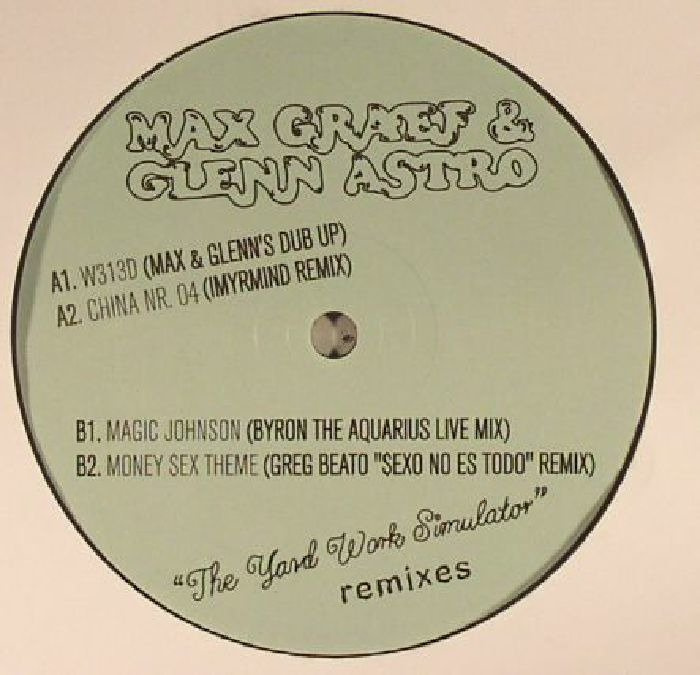 MAX GRAEF &
GLENN ASTRO
A1. W313D (MAX & GLENN'S DUB UP)
A2. CHINA NR. 04 (IMYRMIND REMIX)
B1. MAGIC JOHNSON (BYRON THE AQUARIUS LIVE MIX)
B2. MONEY SEX THEME (GREG BEATO "SEXO NO ES TODO" REMIX)
"The Yard Work Simulator"
remixes